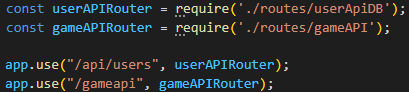 const userAPIRouter = require('./routes/userApiDB');
const gameAPIRouter = require('./routes/gameAPI');
app.use("/api/users", userAPIRouter);
app.use("/gameapi", gameAPIRouter);